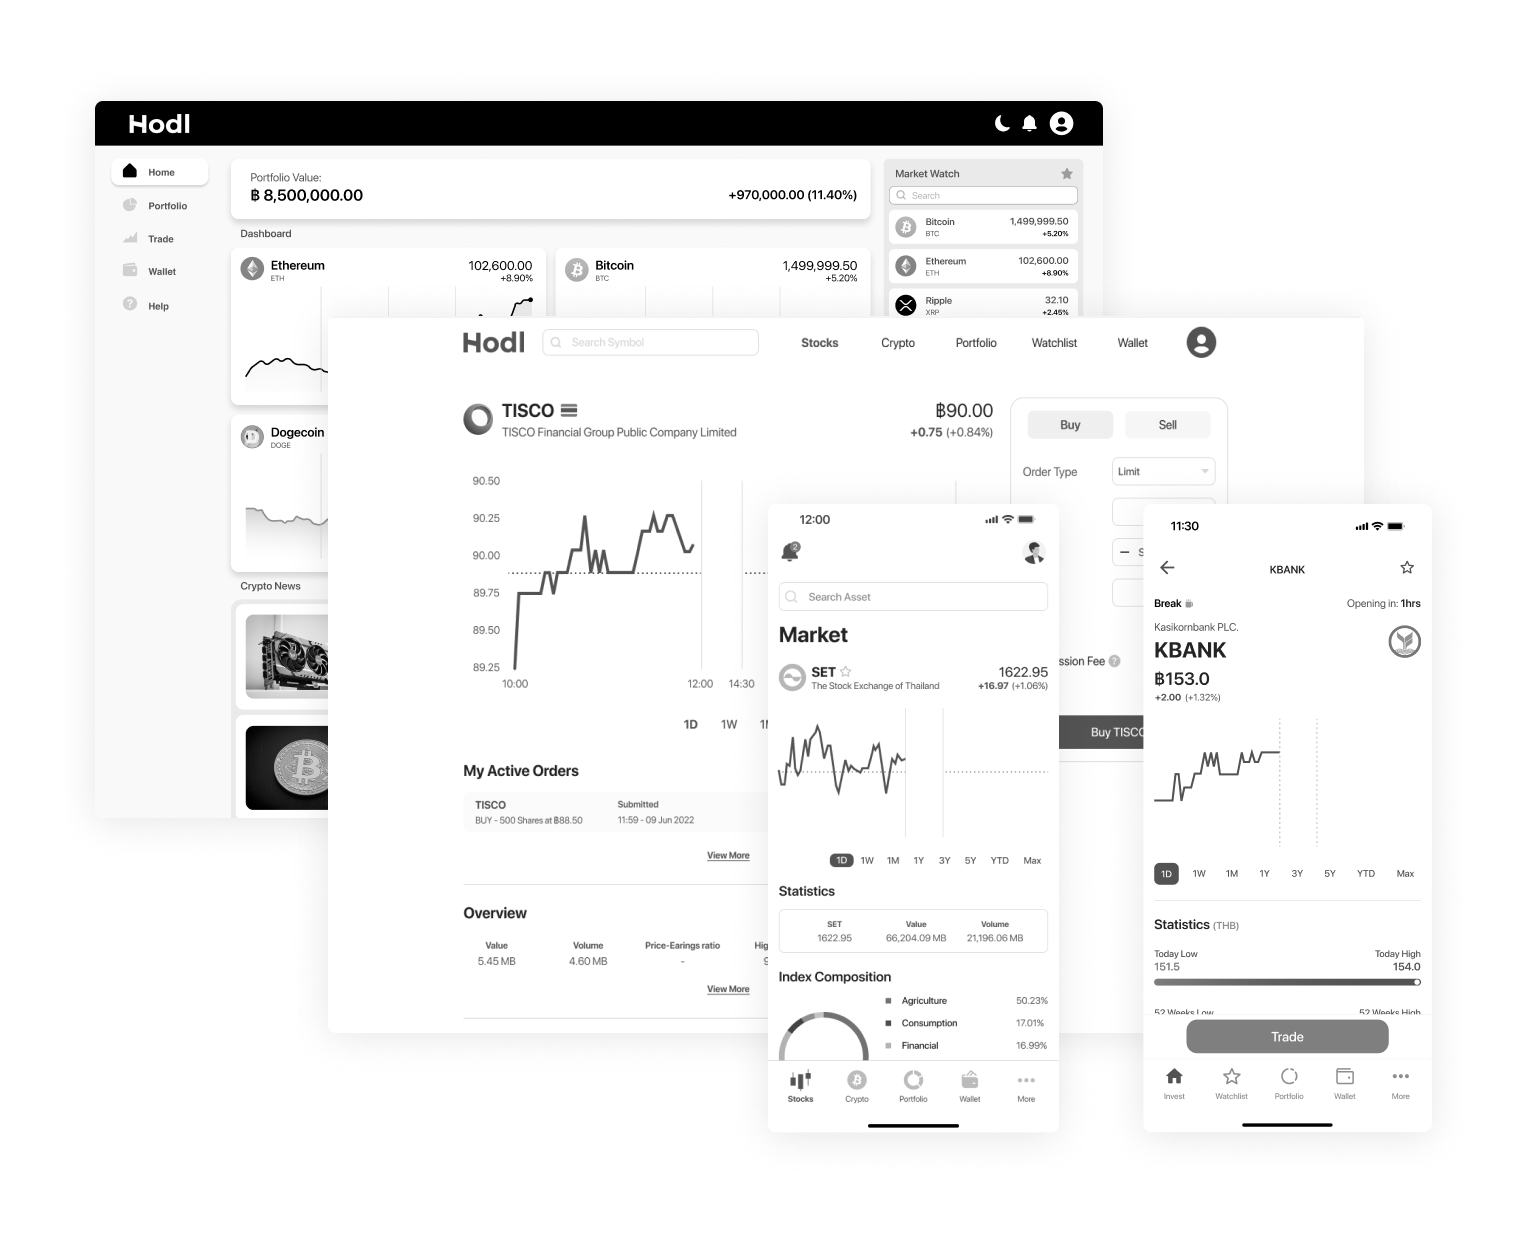 Hodl
Home
Portfolio
Trade
Wallet
Help
Portfolio Value:
฿ 8,500,000.00
+970,000.00 (11.40%)
Dashboard
Ethereum
ETH
102,600.00
+8.90%
Bitcoin
BTC
1,499,999.50
+5.20%
Dogecoin
DOGE
Crypto News
Market Watch
Search
Bitcoin 1,499,999.50
BTC +5.20%
Ethereum 102,600.00
ETH +8.90%
Ripple 32.10
XRP +2.45%
Hodl
Search Symbol
Stocks Crypto Portfolio Watchlist Wallet
TISCO
TISCO Financial Group Public Company Limited
฿90.00
+0.75 (+0.84%)
90.50
90.25
90.00
89.75
89.50
89.25
10:00 12:00 14:30
1D 1W
My Active Orders
TISCO Submitted
BUY - 500 Shares at ฿88.50 11:59 - 09 Jun 2022
View More
Overview
Value Volume Price-Earings ratio Hig
5.45 MB 4.60 MB - 9
View More
Buy Sell
Order Type Limit
— S
ssion Fee ?
Buy TISCO
12:00
2
Search Asset
Market
SET 1622.95
The Stock Exchange of Thailand +16.97 (+1.06%)
1D 1W 1M 1Y 3Y 5Y YTD Max
Statistics
SET Value Volume
1622.95 66,204.09 MB 21,196.06 MB
Index Composition
Agriculture 50.23%
Consumption 17.01%
Financial 16.99%
Stocks Crypto Portfolio Wallet More
11:30
KBANK
Break Opening in: 1hrs
Kasikornbank PLC.
KBANK
฿153.0
+2.00 (+1.32%)
1D 1W 1M 1Y 3Y 5Y YTD Max
Statistics (THB)
Today Low Today High
151.5 154.0
52 Weeks Low 52 Weeks High
Trade
Invest Watchlist Portfolio Wallet More